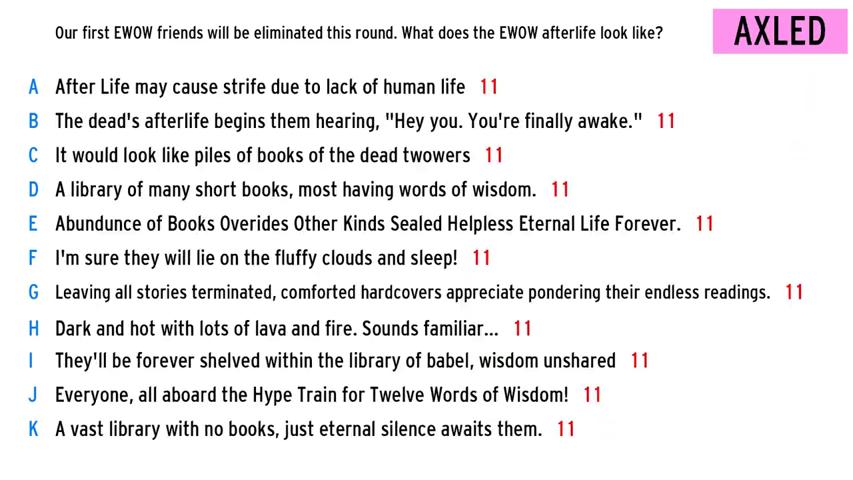 Our first EWOW friends will be eliminated this round. What does the EWOW afterlife look like?
AXLED
A After Life may cause strife due to lack of human life 11
B The dead's afterlife begins them hearing, "Hey you. You're finally awake." 11
C It would look like piles of books of the dead twowers 11
D A library of many short books, most having words of wisdom. 11
E Abundunce of Books Overides Other Kinds Sealed Helpless Eternal Life Forever. 11
F I'm sure they will lie on the fluffy clouds and sleep! 11
G Leaving all stories terminated, comforted hardcovers appreciate pondering their endless readings. 11
H Dark and hot with lots of lava and fire. Sounds familiar... 11
I They'll be forever shelved within the library of babel, wisdom unshared 11
J Everyone, all aboard the Hype Train for Twelve Words of Wisdom! 11
K A vast library with no books, just eternal silence awaits them. 11